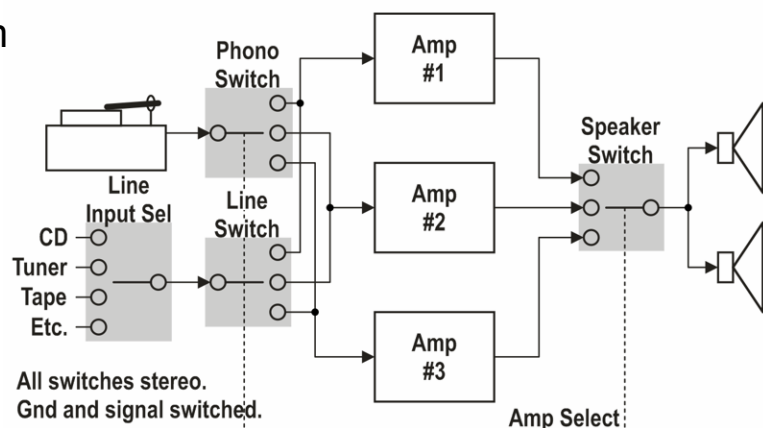 n
Phono
Switch
Amp
#1
Speaker
Switch
Line
Input Sel
Line
Switch
Amp
#2
CD
Tuner
Tape
Etc.
Amp
#3
All switches stereo.
Gnd and signal switched.
Amp Select